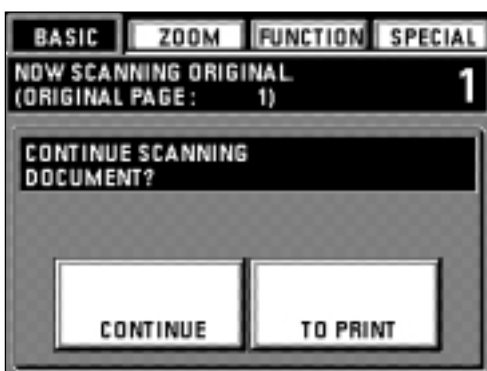 BASIC ZOOM FUNCTION SPECIAL
NOW SCANNING ORIGINAL.
(ORIGINAL PAGE : 1) 1
CONTINUE SCANNING
DOCUMENT?
CONTINUE TO PRINT